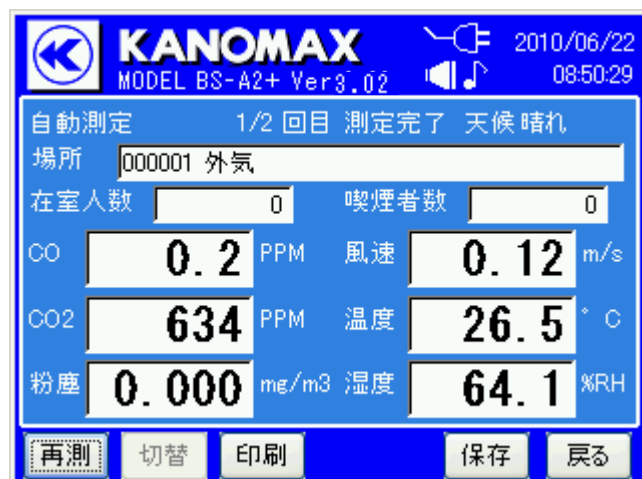 KANOMAX 2010/06/22
MODEL BS-A2+ Ver3.02 08:50:29
自動測定 1/2 回目 測定完了 天候 晴れ
場所 000001 外気
在室人数 0 喫煙者数 0
CO 0.2 PPM 風速 0.12 m/s
CO2 634 PPM 温度 26.5 ° C
粉塵 0.000 mg/m3 湿度 64.1 %RH
再測 切替 印刷 保存 戻る